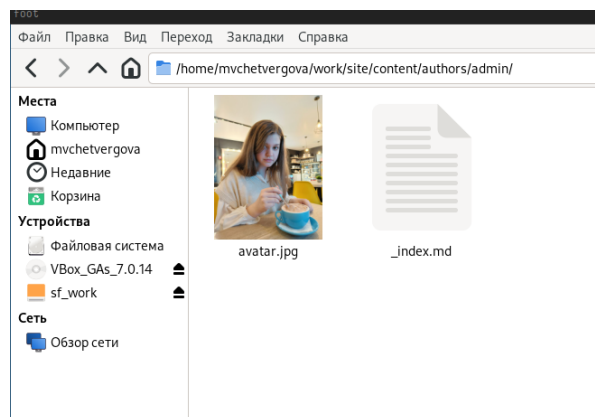 foot
Файл Правка Вид Переход Закладки Справка
/home/mvchetvergova/work/site/content/authors/admin/
Места
Компьютер
mvchetvergova
Недавние
Корзина
Устройства
Файловая система
VBox_GAs_7.0.14
sf_work
Сеть
Обзор сети
avatar.jpg
_index.md